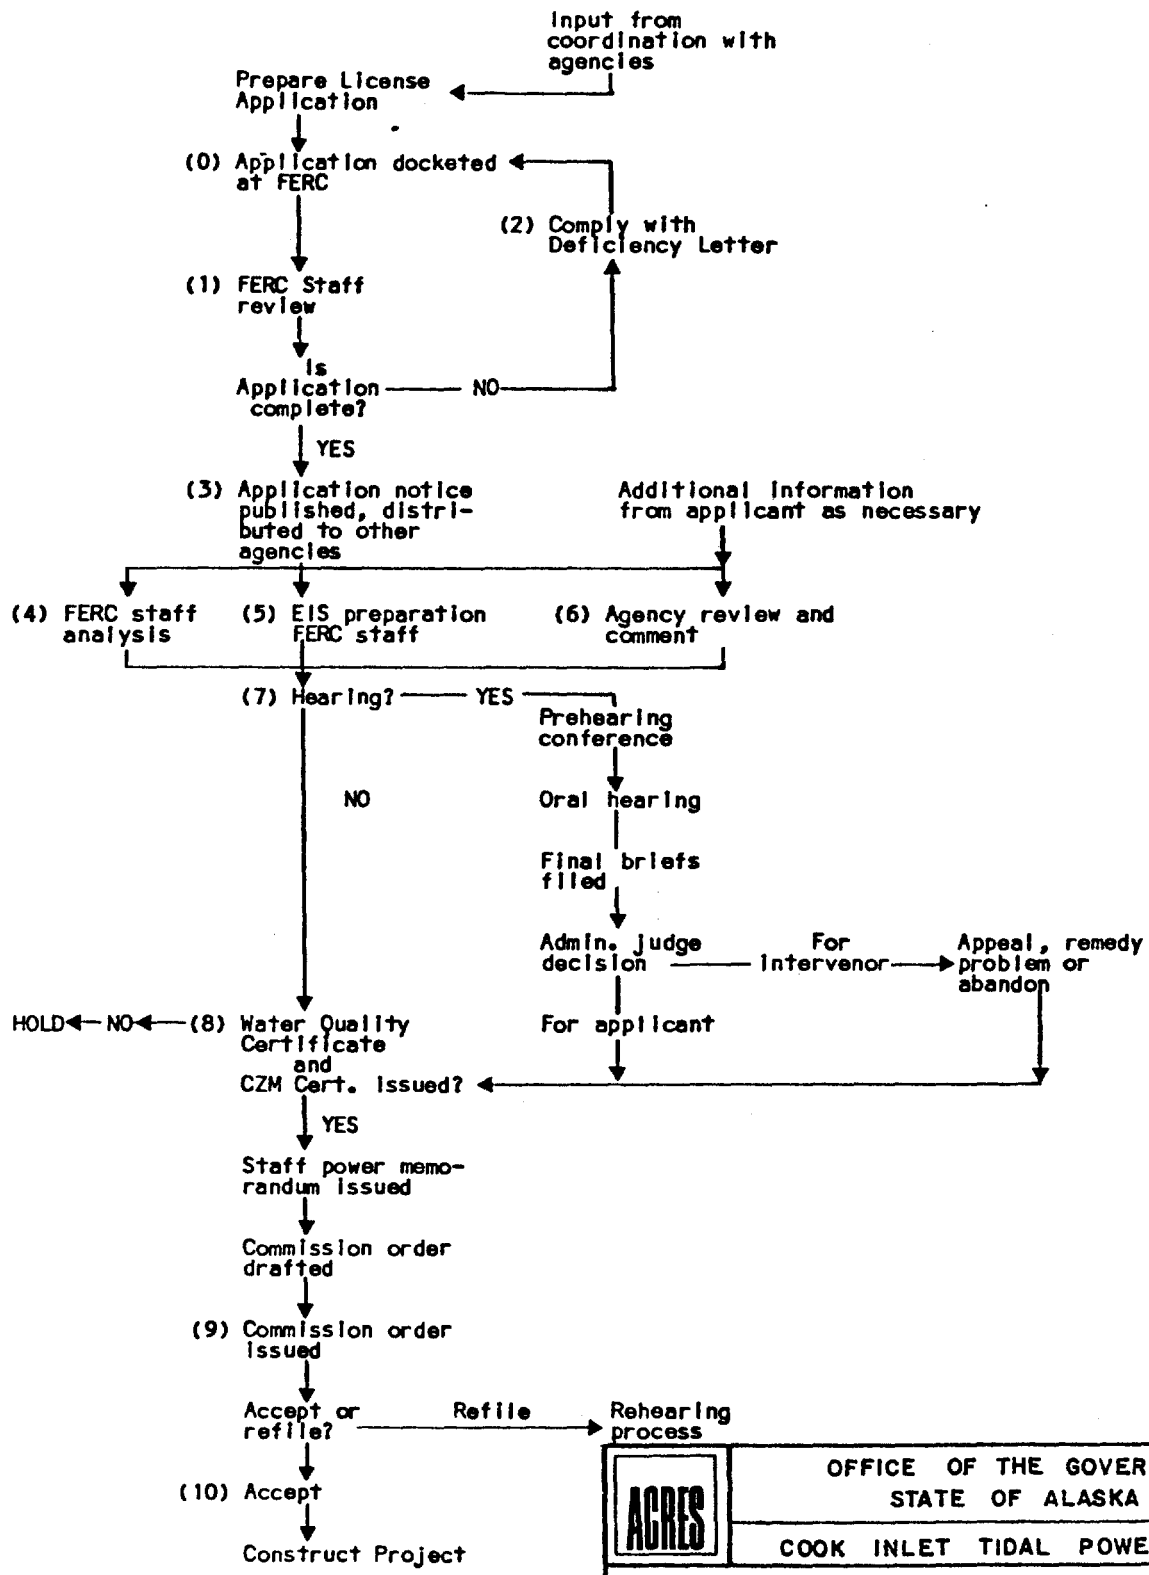 Input from
coordination with
agencies
Prepare License
Application
(0) Application docketed
at FERC
(2) Comply with
Deficiency Letter
(1) FERC Staff
review
Is
Application
complete?
NO
YES
(3) Application notice
published, distri-
buted to other
agencies
Additional information
from applicant as necessary
(4) FERC staff
analysis
(5) EIS preparation
FERC staff
(6) Agency review and
comment
(7) Hearing?
YES
Prehearing
conference
NO
Oral hearing
Final briefs
filed
Admin. judge
decision
For
intervenor
Appeal, remedy
problem or
abandon
HOLD
NO
(8) Water Quality
Certificate
and
CZM Cert. issued?
For applicant
YES
Staff power memo-
randum issued
Commission order
drafted
(9) Commission order
issued
Accept or
refile?
Refile
Rehearing
process
(10) Accept
Construct Project
ACRES
OFFICE OF THE GOVER
STATE OF ALASKA
COOK INLET TIDAL POWE